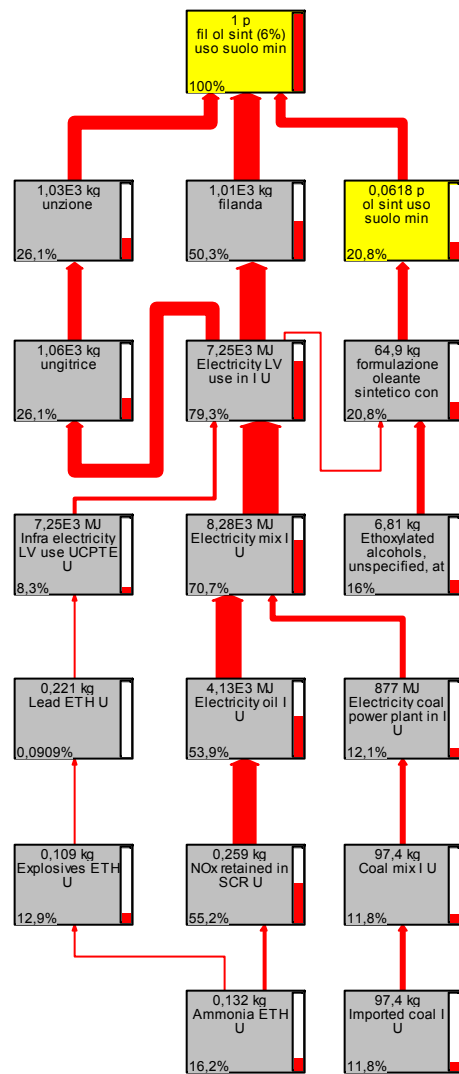 1 p
fil ol sint (6%)
uso suolo min
100%
1,03E3 kg
unzione
26,1%
1,01E3 kg
filanda
50,3%
0,0618 p
ol sint uso
suolo min
20,8%
1,06E3 kg
ungitrice
26,1%
7,25E3 MJ
Electricity LV
use in I U
79,3%
64,9 kg
formulazione
oleante
sintetico con
20,8%
7,25E3 MJ
Infra electricity
LV use UCPTE
U
8,3%
8,28E3 MJ
Electricity mix I
U
70,7%
6,81 kg
Ethoxylated
alcohols,
unspecified, at
16%
0,221 kg
Lead ETH U
0,0909%
4,13E3 MJ
Electricity oil I
U
53,9%
877 MJ
Electricity coal
power plant in I
U
12,1%
0,109 kg
Explosives ETH
U
12,9%
0,259 kg
NOx retained in
SCR U
55,2%
97,4 kg
Coal mix I U
11,8%
0,132 kg
Ammonia ETH
U
16,2%
97,4 kg
Imported coal I
U
11,8%